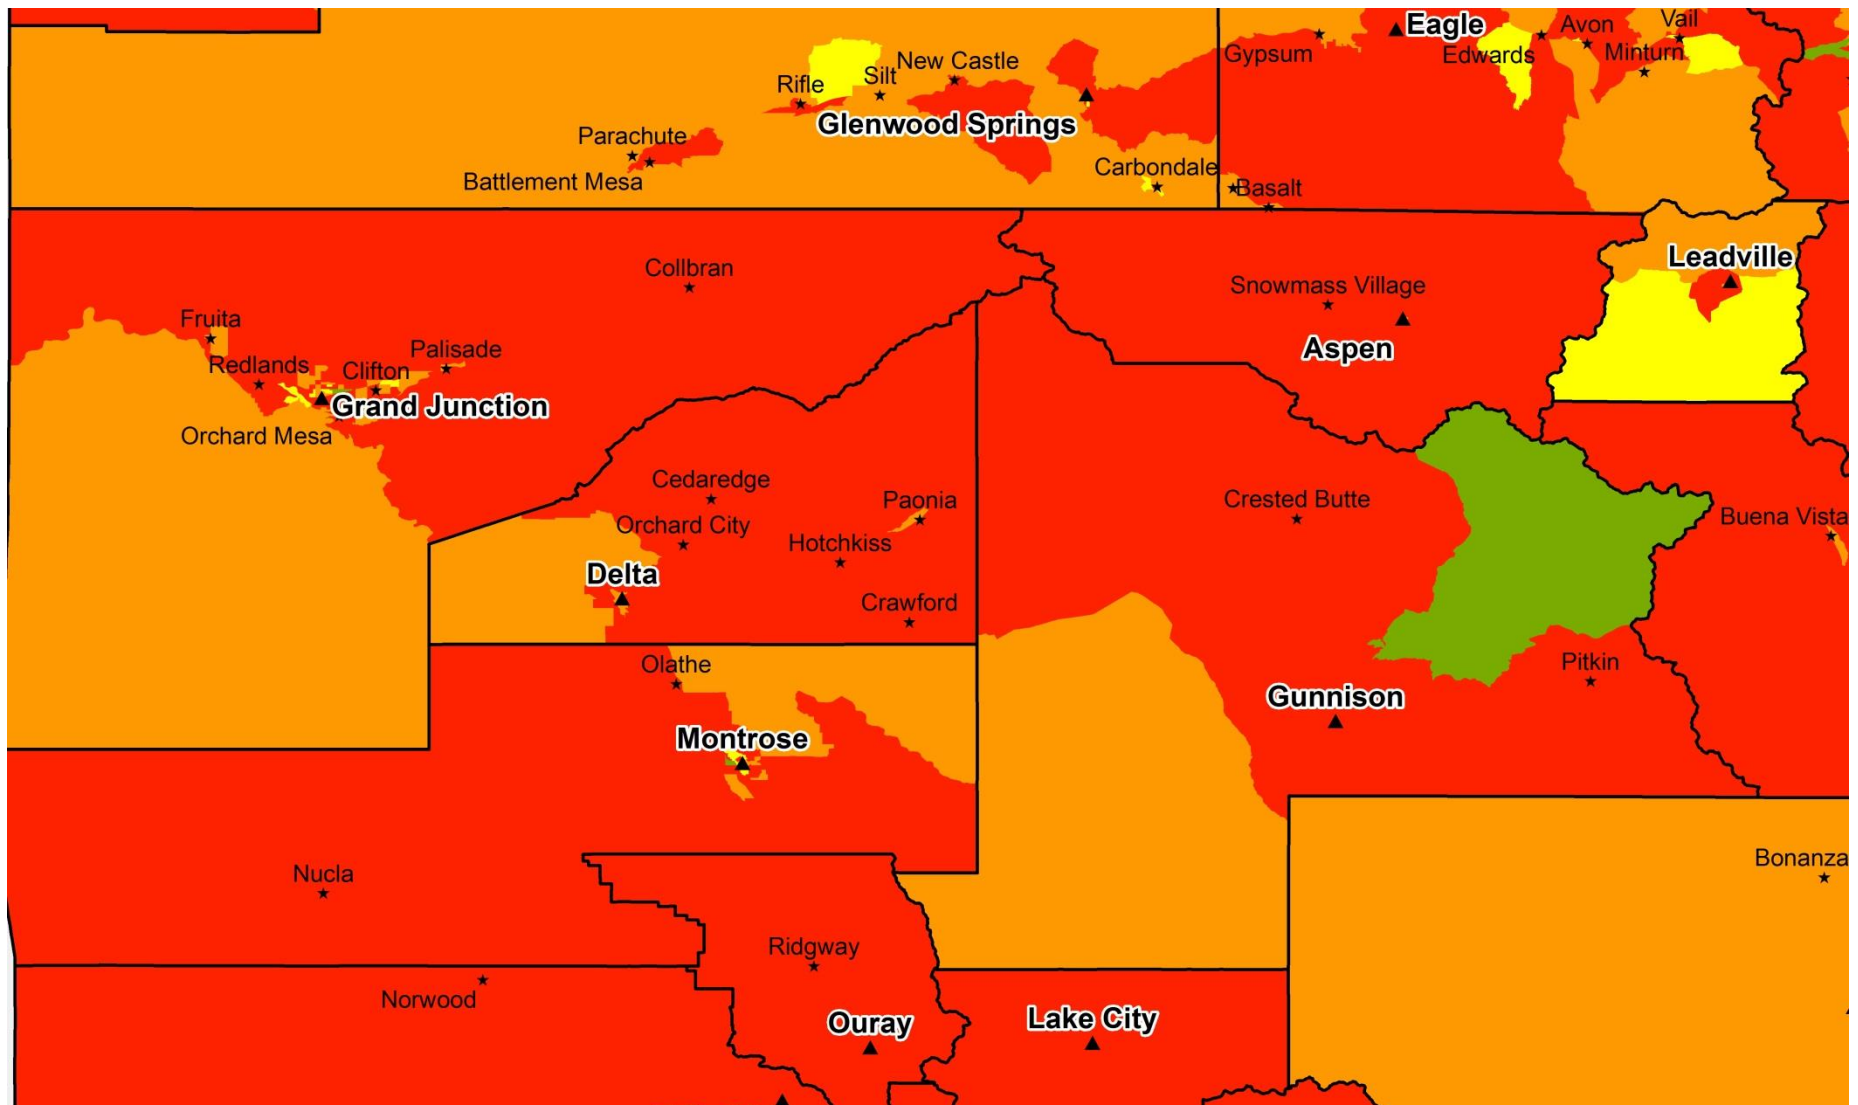 Eagle
Avon
Vail
Gypsum
Edwards
Minturn
New Castle
Silt
Rifle
Glenwood Springs
Parachute
Battlement Mesa
Carbondale
Basalt
Collbran
Leadville
Snowmass Village
Aspen
Fruita
Redlands
Clifton
Palisade
Grand Junction
Orchard Mesa
Cedaredge
Paonia
Crested Butte
Buena Vista
Orchard City
Hotchkiss
Delta
Crawford
Olathe
Pitkin
Gunnison
Montrose
Bonanza
Nucla
Ridgway
Norwood
Ouray
Lake City